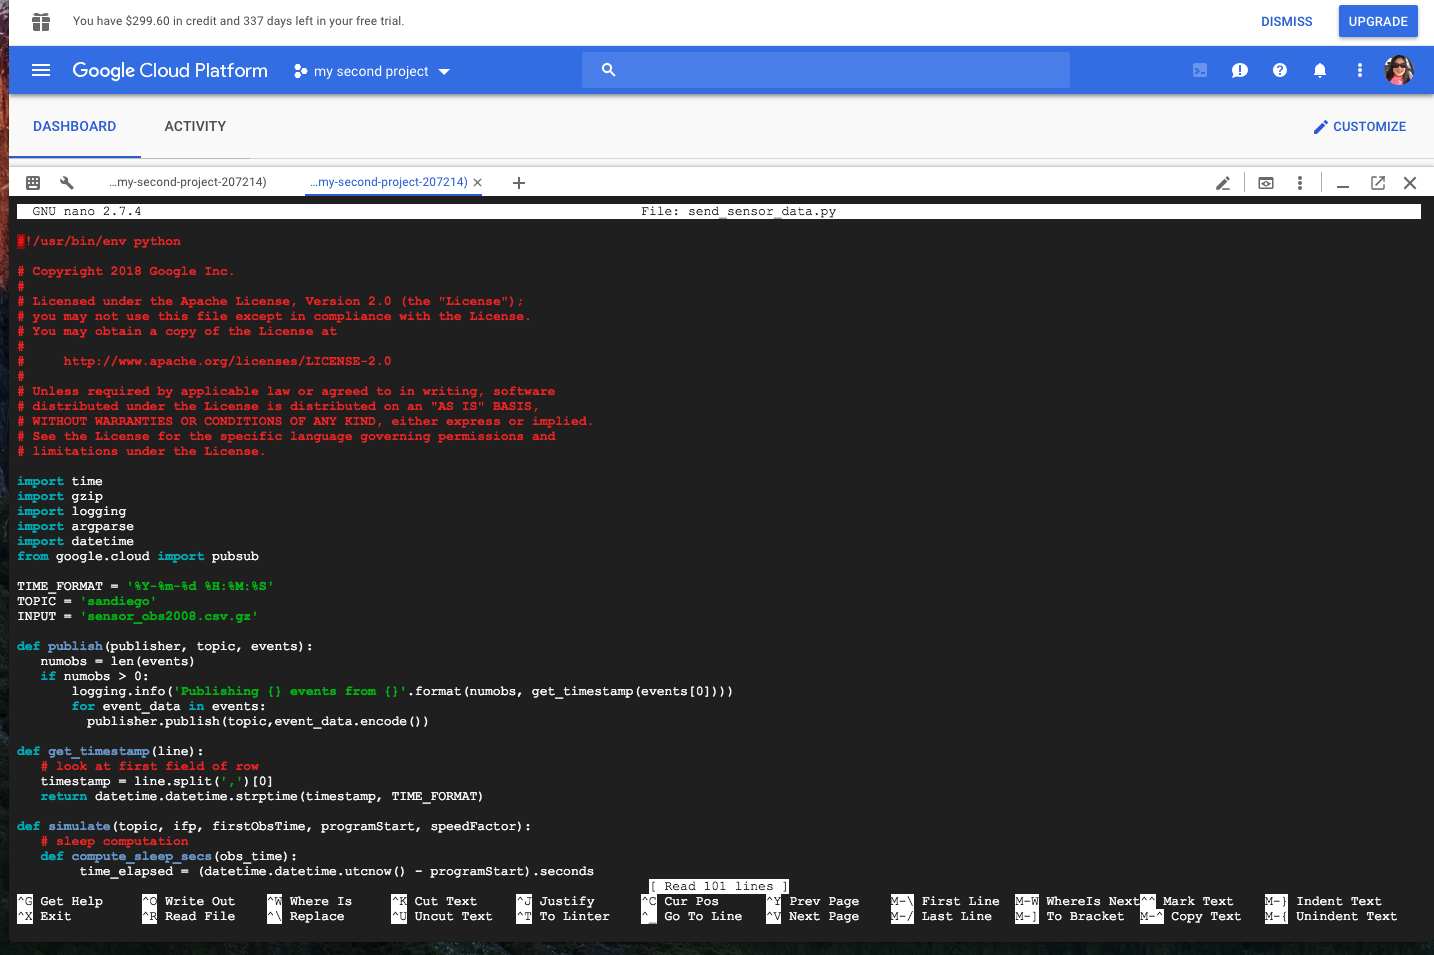 You have $299.60 in credit and 337 days left in your free trial.
DISMISS
UPGRADE
Google Cloud Platform
my second project
DASHBOARD
ACTIVITY
CUSTOMIZE
...my-second-project-207214)
...my-second-project-207214)
GNU nano 2.7.4 File: send_sensor_data.py
#!/usr/bin/env python
# Copyright 2018 Google Inc.
#
# Licensed under the Apache License, Version 2.0 (the "License");
# you may not use this file except in compliance with the License.
# You may obtain a copy of the License at
#
#     http://www.apache.org/licenses/LICENSE-2.0
#
# Unless required by applicable law or agreed to in writing, software
# distributed under the License is distributed on an "AS IS" BASIS,
# WITHOUT WARRANTIES OR CONDITIONS OF ANY KIND, either express or implied.
# See the License for the specific language governing permissions and
# limitations under the License.
import time
import gzip
import logging
import argparse
import datetime
from google.cloud import pubsub
TIME_FORMAT = '%Y-%m-%d %H:%M:%S'
TOPIC = 'sandiego'
INPUT = 'sensor_obs2008.csv.gz'
def publish(publisher, topic, events):
   numobs = len(events)
   if numobs > 0:
       logging.info('Publishing {} events from {}'.format(numobs, get_timestamp(events[0])))
       for event_data in events:
         publisher.publish(topic,event_data.encode())
def get_timestamp(line):
   # look at first field of row
   timestamp = line.split(',')[0]
   return datetime.datetime.strptime(timestamp, TIME_FORMAT)
def simulate(topic, ifp, firstObsTime, programStart, speedFactor):
   # sleep computation
   def compute_sleep_secs(obs_time):
        time_elapsed = (datetime.datetime.utcnow() - programStart).seconds
[ Read 101 lines ]
^G Get Help ^O Write Out ^W Where Is ^K Cut Text ^J Justify ^C Cur Pos ^Y Prev Page M-\ First Line M-W WhereIs Next ^^ Mark Text M-} Indent Text
^X Exit ^R Read File ^\ Replace ^U Uncut Text ^T To Linter ^_ Go To Line ^V Next Page M-/ Last Line M-] To Bracket M-^ Copy Text M-{ Unindent Text